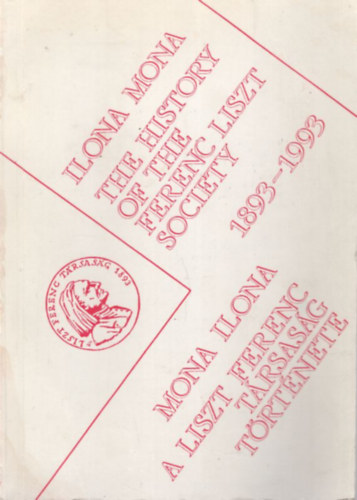 ILONA MONA
THE HISTORY
OF THE
FERENC LISZT
SOCIETY
1893–1993
LISZT FERENC TÁRSASÁG 1893
MONA ILONA
A LISZT FERENC
TÁRSASÁG
TÖRTÉNETE